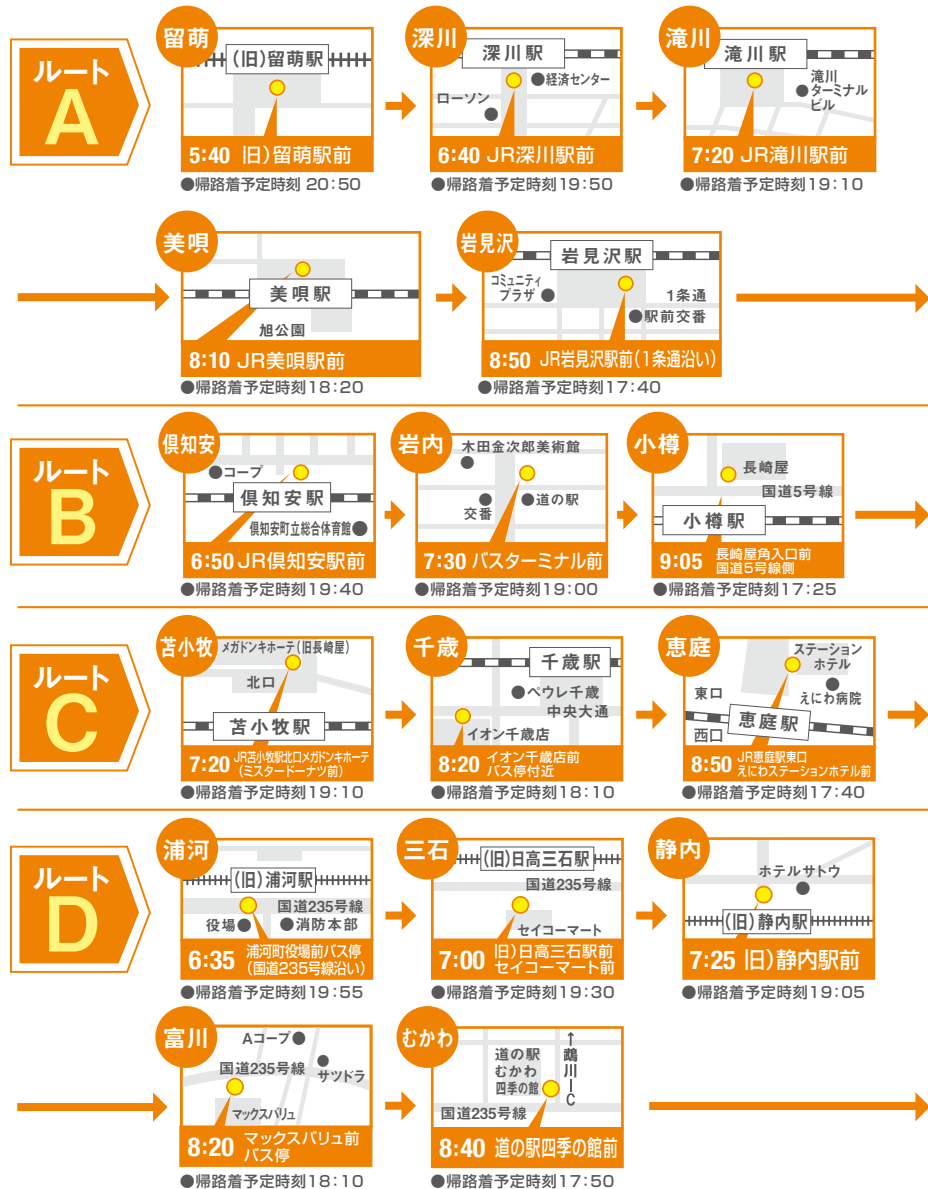 ルート
A
留萌
(旧)留萌駅
5:40 旧)留萌駅前
●帰路着予定時刻 20:50
深川
深川駅
●経済センター
ローソン
6:40 JR深川駅前
●帰路着予定時刻19:50
滝川
滝川駅
滝川
ターミナル
ビル
7:20 JR滝川駅前
●帰路着予定時刻19:10
美唄
美唄駅
旭公園
8:10 JR美唄駅前
●帰路着予定時刻18:20
岩見沢
岩見沢駅
コミュニティ
プラザ
1条通
●駅前交番
8:50 JR岩見沢駅前(1条通沿い)
●帰路着予定時刻17:40
ルート
B
倶知安
●コープ
倶知安駅
倶知安町立総合体育館●
6:50 JR倶知安駅前
●帰路着予定時刻19:40
岩内
木田金次郎美術館
交番
●道の駅
7:30 バスターミナル前
●帰路着予定時刻19:00
小樽
長崎屋
国道5号線
小樽駅
9:05 長崎屋角入口前
国道5号線側
●帰路着予定時刻17:25
ルート
C
苫小牧
メガドンキホーテ(旧長崎屋)
北口
苫小牧駅
7:20 JR苫小牧駅北口メガドンキホーテ
(ミスタードーナツ前)
●帰路着予定時刻19:10
千歳
千歳駅
●ペウレ千歳
中央大通
イオン千歳店
8:20 イオン千歳店前
バス停付近
●帰路着予定時刻18:10
恵庭
ステーション
ホテル
えにわ病院
東口
恵庭駅
西口
8:50 JR恵庭駅東口
えにわステーションホテル前
●帰路着予定時刻17:40
ルート
D
浦河
(旧)浦河駅
国道235号線
役場● ●消防本部
6:35 浦河町役場前バス停
(国道235号線沿い)
●帰路着予定時刻19:55
三石
(旧)日高三石駅
国道235号線
セイコーマート
7:00 旧)日高三石駅前
セイコーマート前
●帰路着予定時刻19:30
静内
ホテルサトウ
(旧)静内駅
7:25 旧)静内駅前
●帰路着予定時刻19:05
富川
Aコープ●
国道235号線
サツドラ
マックスバリュ
8:20 マックスバリュ前
バス停
●帰路着予定時刻18:10
むかわ
道の駅
むかわ
四季の館
↑鵡川IC
国道235号線
8:40 道の駅四季の館前
●帰路着予定時刻17:50